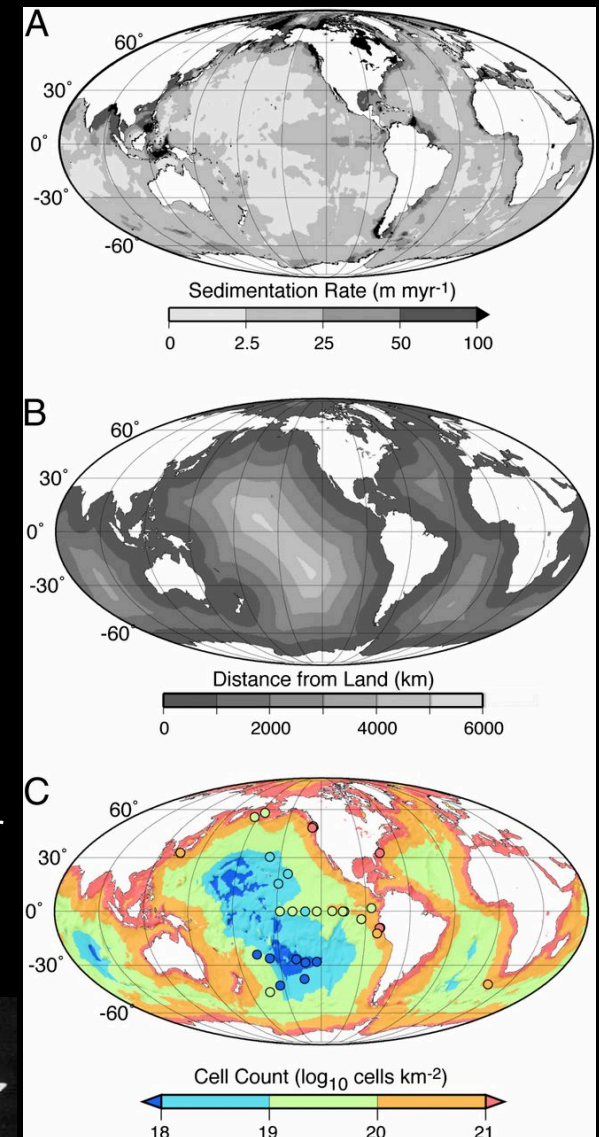 A
60°
30°
0°
-30°
-60°
Sedimentation Rate (m myr-1)
0 2.5 25 50 100
B
60°
30°
0°
-30°
-60°
Distance from Land (km)
0 2000 4000 6000
C
60°
30°
0°
-30°
-60°
Cell Count (log10 cells km-2)
18 19 20 21